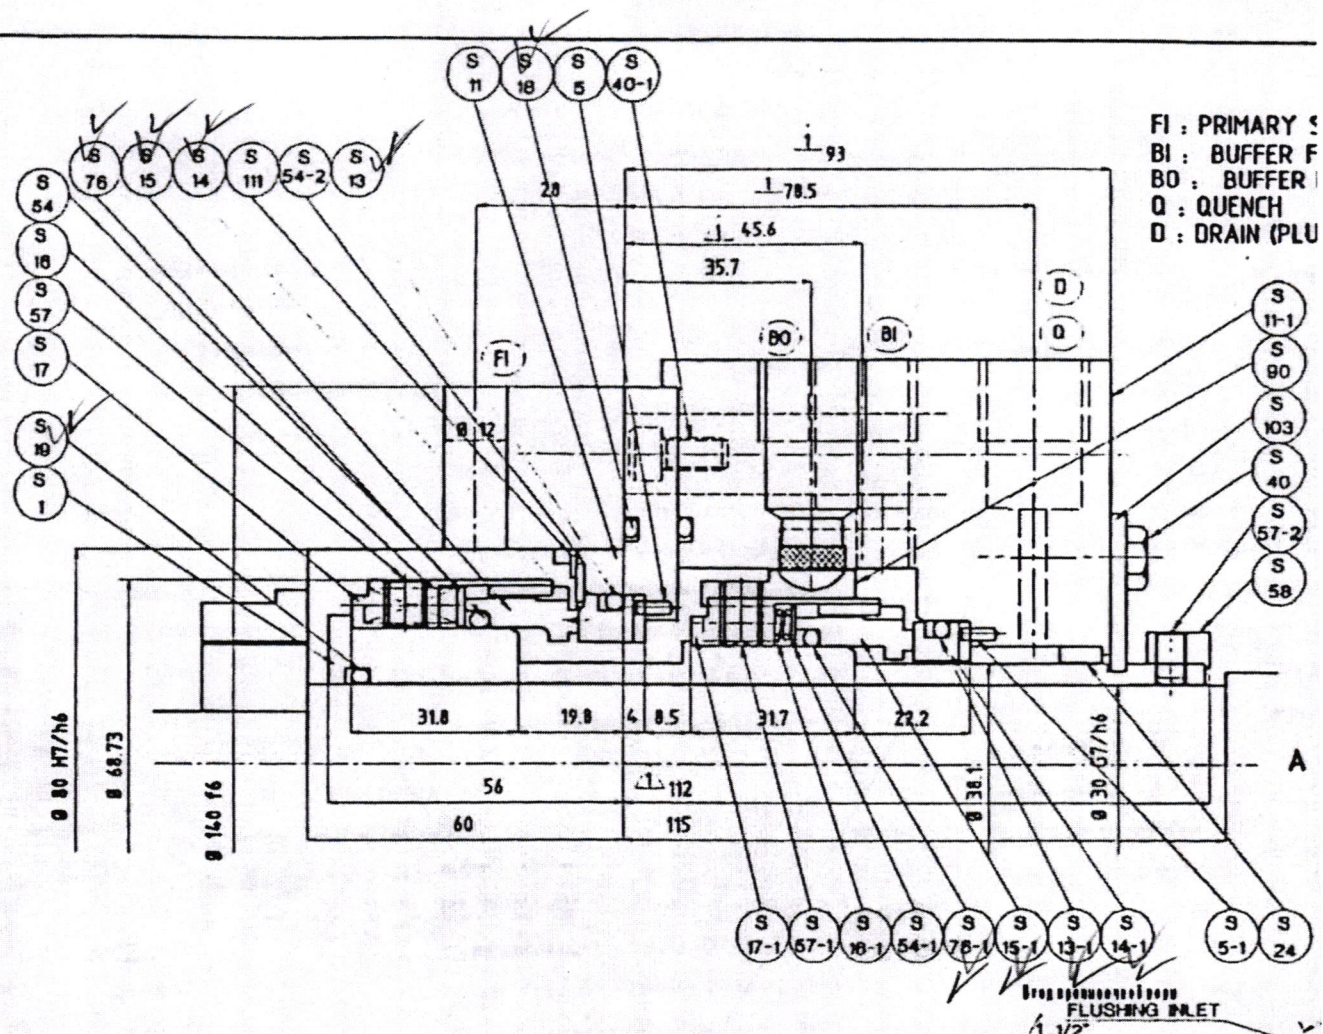 S 11
S 18
S 5
S 40-1
S 76
S 15
S 14
S 111
S 54-2
S 13
S 54
S 16
S 57
S 17
S 19
S 1
FI : PRIMARY
BI : BUFFER F
BO : BUFFER
Q : QUENCH
D : DRAIN (PLU
1 93
28
1 78.5
1 45.6
35.7
FI
BO
BI
D
Q
Ø 12
S 11-1
S 90
S 103
S 40
S 57-2
S 58
31.8
19.8
4
8.5
31.7
22.2
56
1 112
60
115
Ø 80 H7/h6
Ø 68.73
Ø 140 f6
Ø 38.1
Ø 30 G7/h6
A
S 17-1
S 57-1
S 16-1
S 54-1
S 76-1
S 15-1
S 13-1
S 14-1
S 5-1
S 24
FLUSHING INLET
1 1/2"